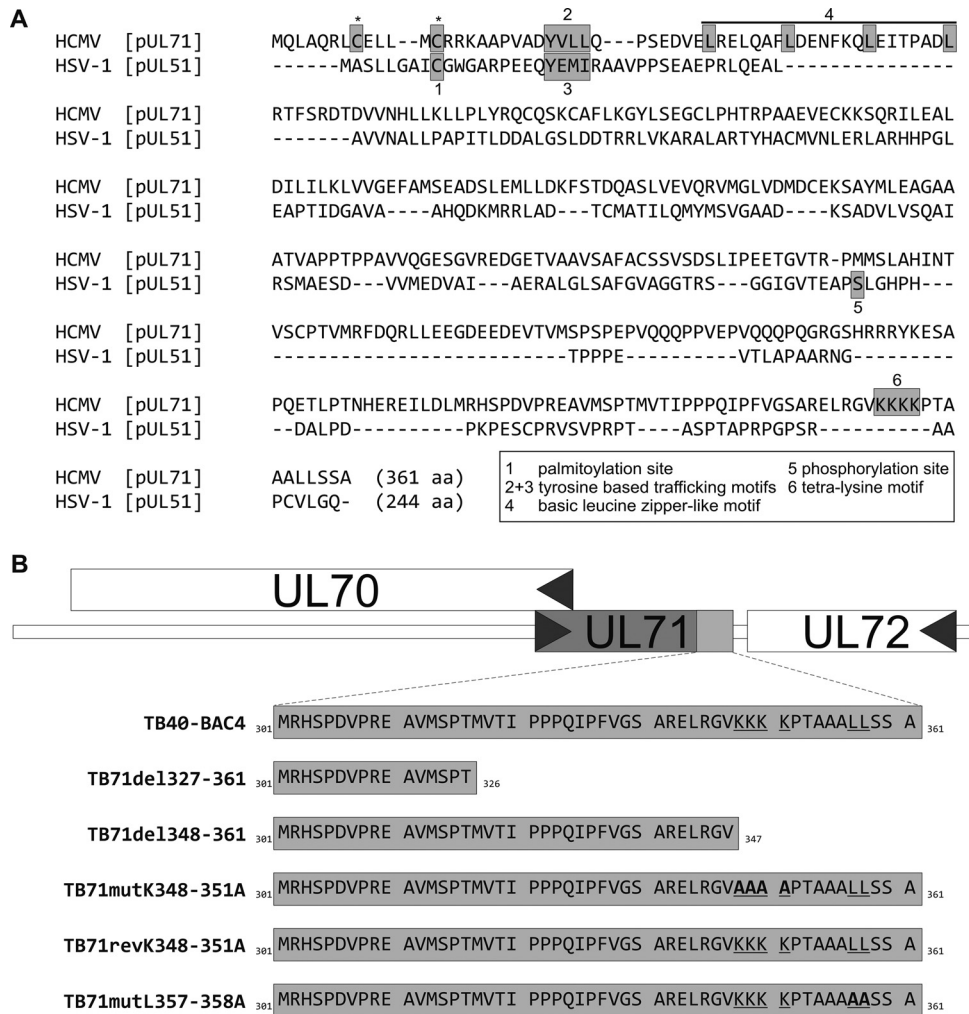 A
* * 2 4
HCMV [pUL71] MQLAQRLCELL--MCRRKAAPVADYVLLQ---PSEDVELRELQAFLDENFKQLEITPADL
HSV-1 [pUL51] ------MASLLGAICGWGARPEEQYEMIRAAVPPSEAEPRLQEAL---------------
1 3
HCMV [pUL71] RTFSRDTDVVNHLLKLLPLYRQCQSKCAFLKGYLSEGCLPHTRPAAEVECKKSQRILEAL
HSV-1 [pUL51] -------AVVNALLPAPITLDDALGSLDDTRRLVKARALARTYHACMVNLERLARHHPGL
HCMV [pUL71] DILILKLVVGEFAMSEADSLEMLLDKFSTDQASLVEVQRVMGLVDMDCEKSAYMLEAGAA
HSV-1 [pUL51] EAPTIDGAVA----AHQDKMRRLAD---TCMATILQMYMSVGAAD----KSADVLVSQAI
HCMV [pUL71] ATVAPPTPPAVVQGESGVREDGETVAAVSAFACSSVSDSLIPEETGVTR-PMMSLAHINT
HSV-1 [pUL51] RSMAESD---VVMEDVAI---AERALGLSAFGVAGGTRS---GGIGVTEAPSLGHPH---
5
HCMV [pUL71] VSCPTVMRFDQRLLEEGDEEDEVTVMSPSPEPVQQQPPVEPVQQQPQGRGSHRRRYKESA
HSV-1 [pUL51] --------------------------TPPPE----------VTLAPAARNG---------
6
HCMV [pUL71] PQETLPTNHEREILDLMRHSPDVPREAVMSPTMVTIPPPQIPFVGSARELRGVKKKKPTA
HSV-1 [pUL51] --DALPD----------PKPESCPRVSVPRPT----ASPTAPRPGPSR----------AA
HCMV [pUL71] AALLSSA (361 aa)
HSV-1 [pUL51] PCVLGQ- (244 aa)
1 palmitoylation site 5 phosphorylation site
2+3 tyrosine based trafficking motifs 6 tetra-lysine motif
4 basic leucine zipper-like motif
B
UL70
UL71 UL72
TB40-BAC4 301 MRHSPDVPRE AVMSPTMVTI PPPQIPFVGS ARELRGVKKK KPTAAALLSS A 361
TB71del327-361 301 MRHSPDVPRE AVMSPT 326
TB71del348-361 301 MRHSPDVPRE AVMSPTMVTI PPPQIPFVGS ARELRGV 347
TB71mutK348-351A 301 MRHSPDVPRE AVMSPTMVTI PPPQIPFVGS ARELRGVAAA APTAAALLSS A 361
TB71revK348-351A 301 MRHSPDVPRE AVMSPTMVTI PPPQIPFVGS ARELRGVKKK KPTAAALLSS A 361
TB71mutL357-358A 301 MRHSPDVPRE AVMSPTMVTI PPPQIPFVGS ARELRGVKKK KPTAAAAASS A 361